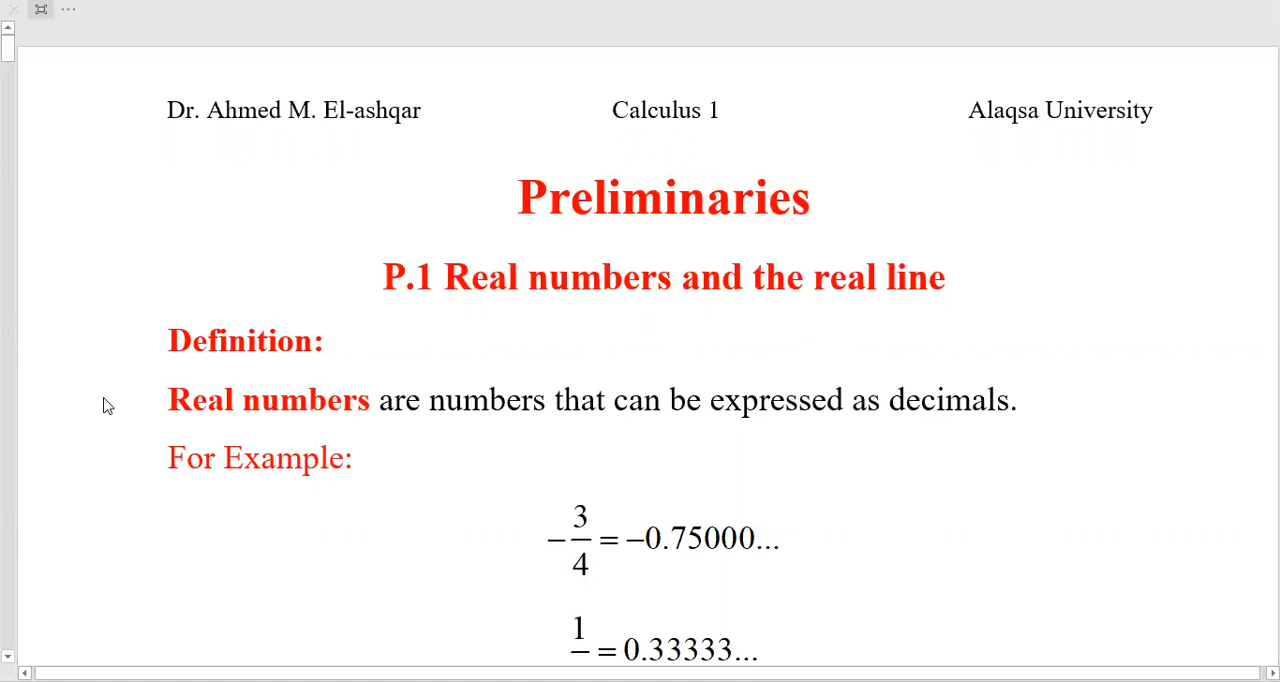 Dr. Ahmed M. El-ashqar Calculus 1 Alaqsa University
Preliminaries
P.1 Real numbers and the real line
Definition:
Real numbers are numbers that can be expressed as decimals.
For Example:
−3/4 = −0.75000...
1 = 0.33333...